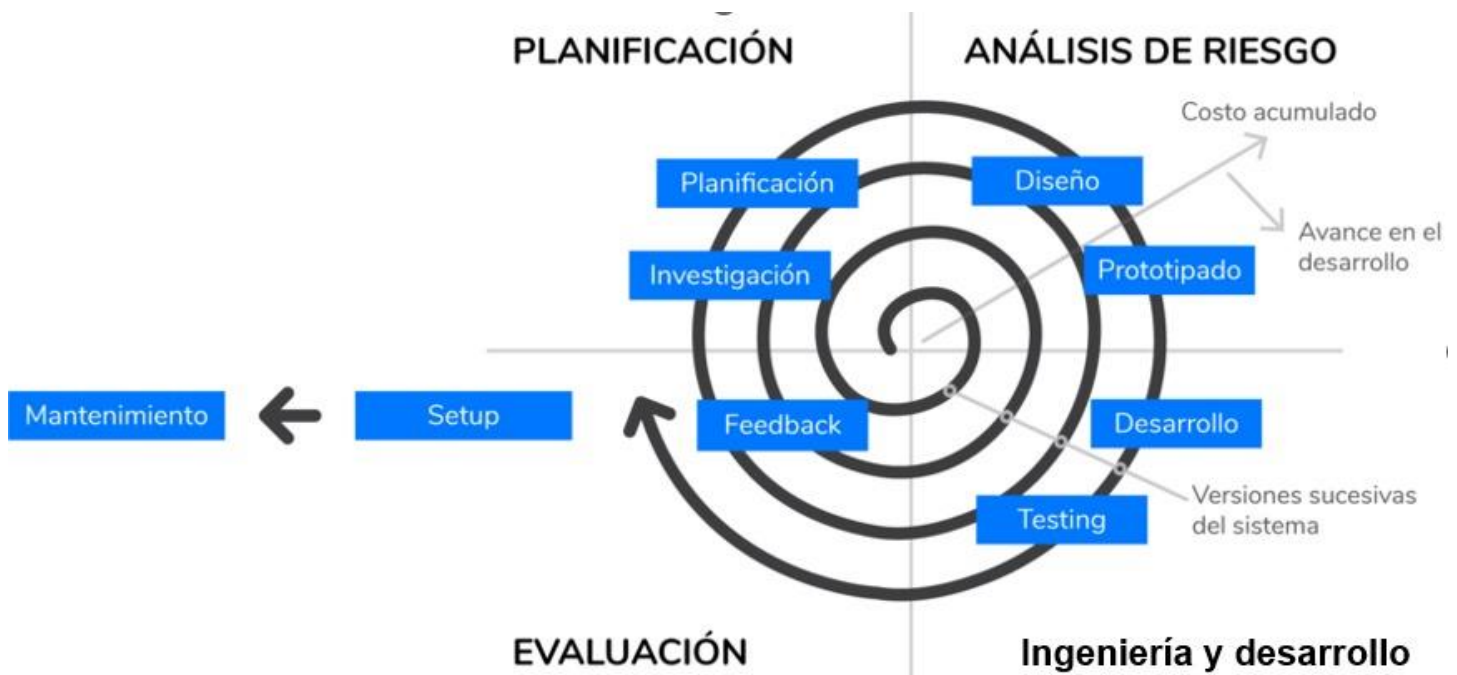 PLANIFICACIÓN
ANÁLISIS DE RIESGO
Costo acumulado
Planificación
Diseño
Avance en el
desarrollo
Investigación
Prototipado
Mantenimiento
Setup
Feedback
Desarrollo
Versiones sucesivas
del sistema
Testing
EVALUACIÓN
Ingeniería y desarrollo